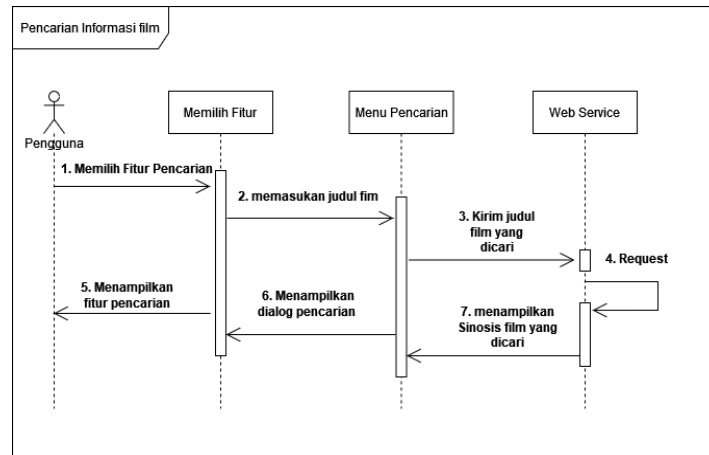 Pencarian Informasi film
Memilih Fitur
Menu Pencarian
Web Service
Pengguna
1. Memilih Fitur Pencarian
2. memasukan judul fim
3. Kirim judul
film yang
dicari
4. Request
5. Menampilkan
fitur pencarian
6. Menampilkan
dialog pencarian
7. menampilkan
Sinosis film yang
dicari